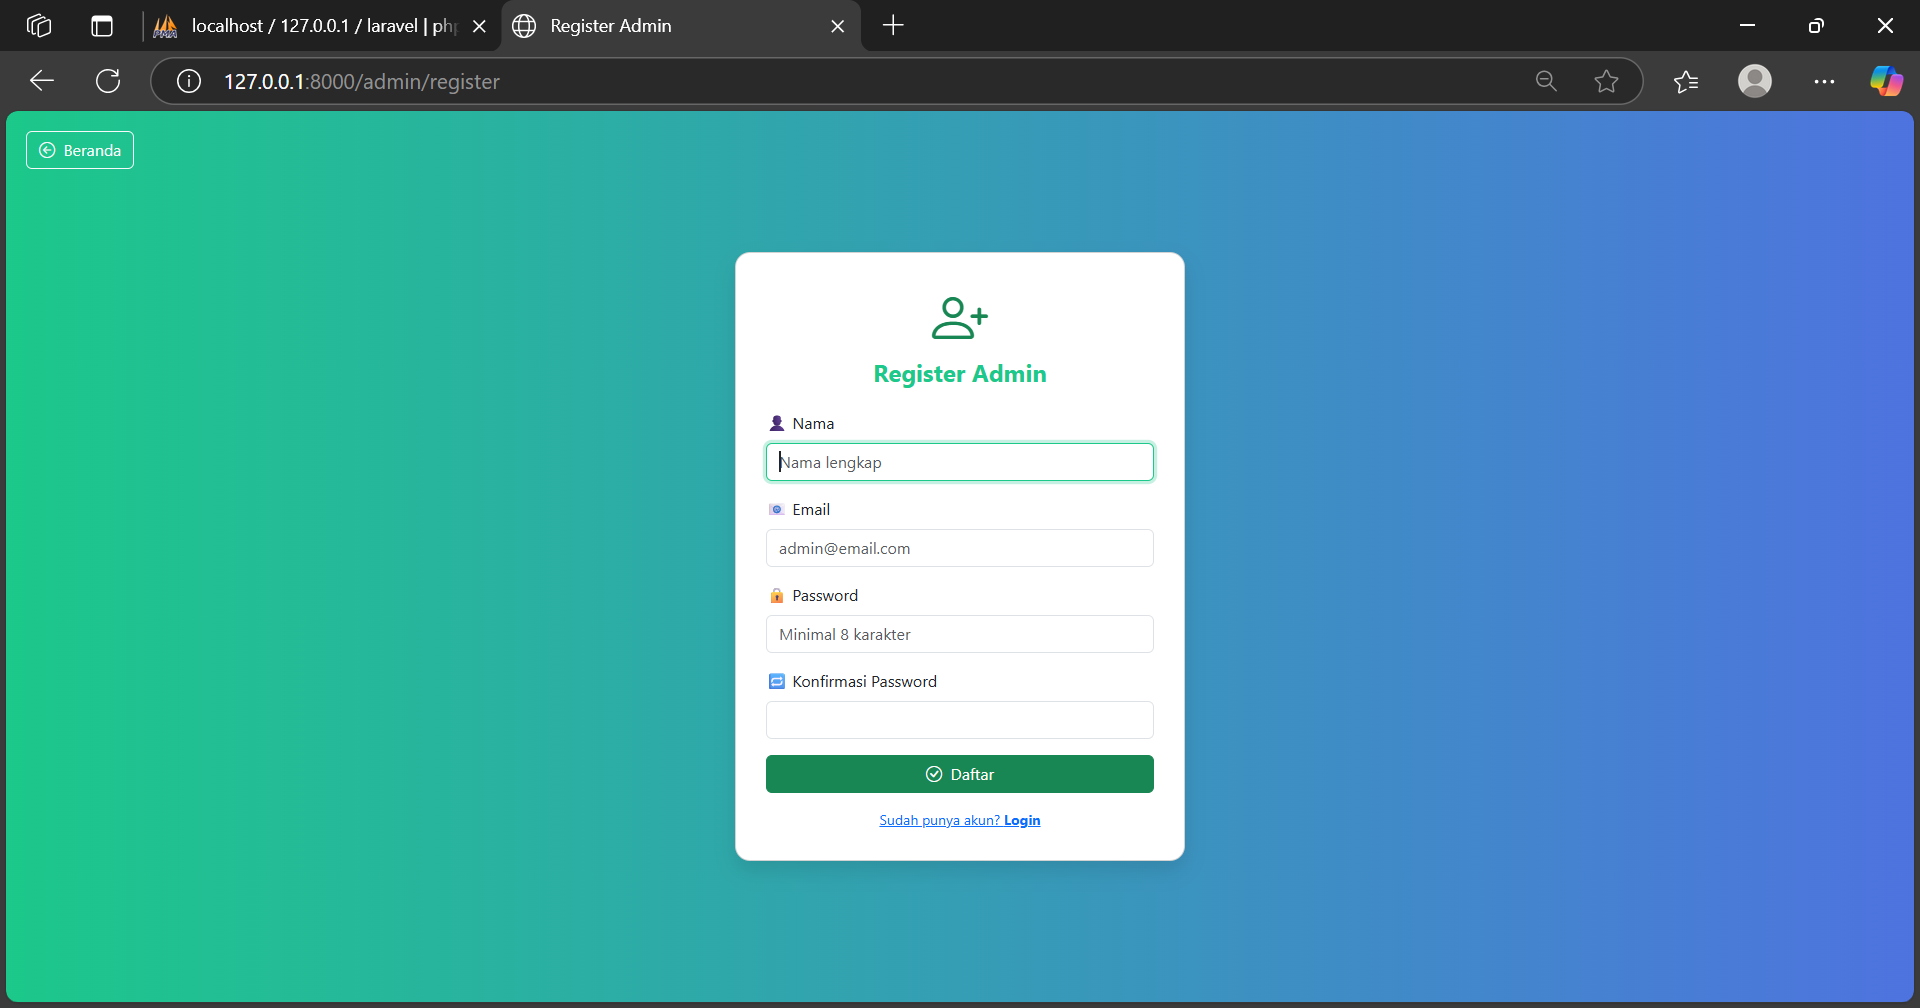 localhost / 127.0.0.1 / laravel | php
Register Admin
127.0.0.1:8000/admin/register
Beranda
Register Admin
Nama
Nama lengkap
Email
admin@email.com
Password
Minimal 8 karakter
Konfirmasi Password
Daftar
Sudah punya akun? Login